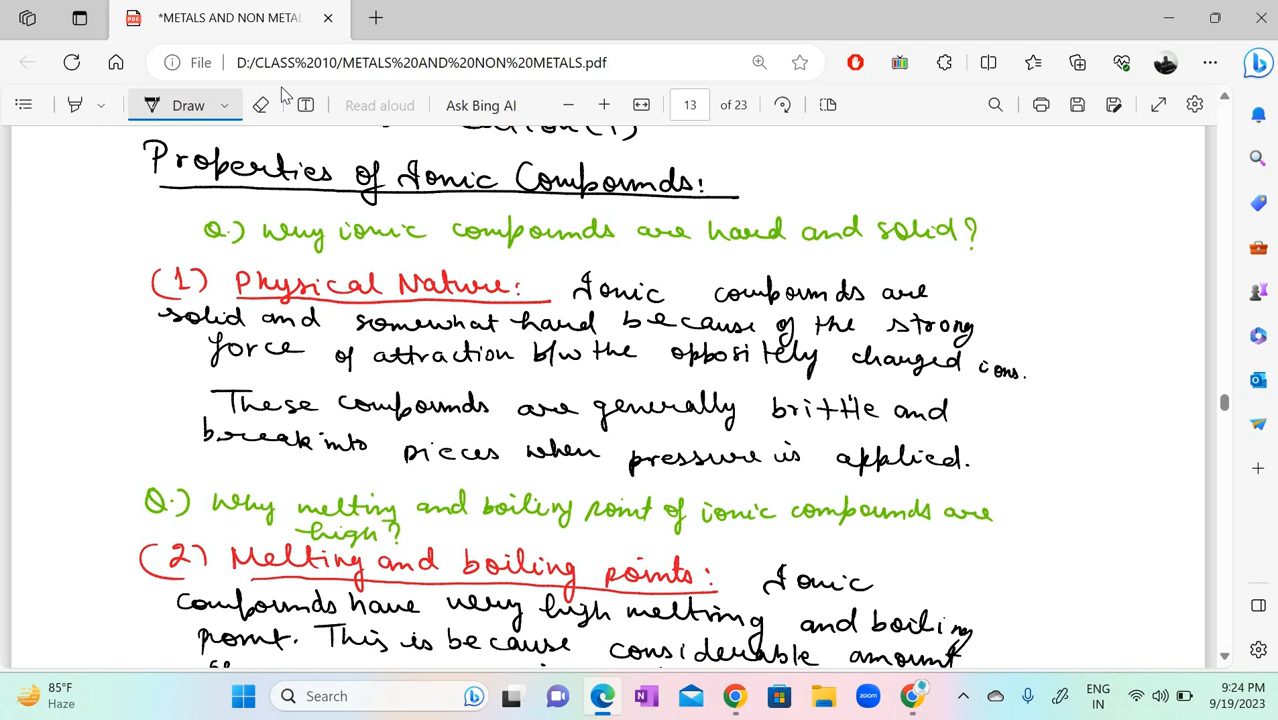 *METALS AND NON METAL
File D:/CLASS%2010/METALS%20AND%20NON%20METALS.pdf
Draw Read aloud Ask Bing AI 13 of 23
Properties of Ionic Compounds:
Q.) Why ionic compounds are hard and solid?
(1) Physical Nature: Ionic compounds are
solid and somewhat hard because of the strong
force of attraction b/w the oppositely charged ions.
These compounds are generally brittle and
break into pieces when pressure is applied.
Q.) Why melting and boiling point of ionic compounds are
high?
(2) Melting and boiling points: Ionic
compounds have very high melting and boiling
point. This is because considerable amount
85°F
Haze
Search
zoom
ENG
IN
9:24 PM
9/19/2023